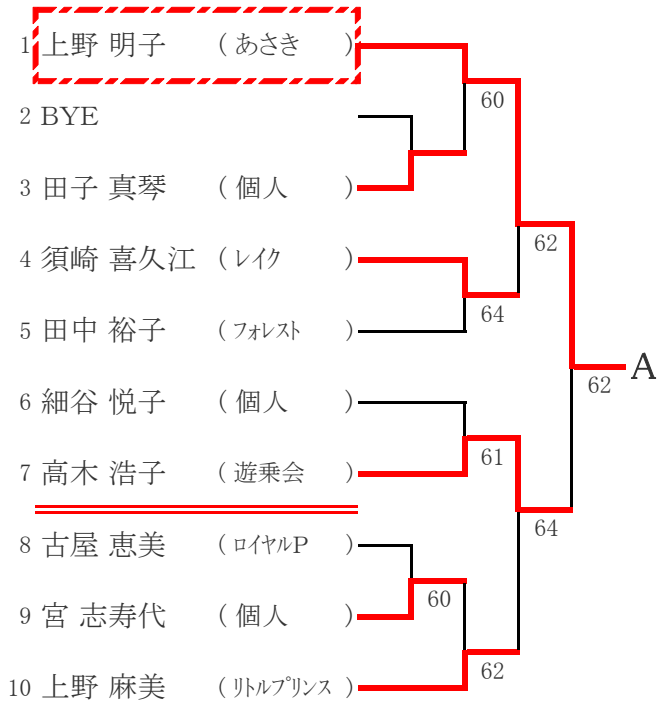 1 上野 明子 (あさき)
60
2 BYE
3 田子 真琴 (個人)
62
4 須崎 喜久江 (レイク)
64
5 田中 裕子 (フォレスト)
62 A
6 細谷 悦子 (個人)
61
7 高木 浩子 (遊乗会)
64
8 古屋 恵美 (ロイヤルP)
60
9 宮 志寿代 (個人)
62
10 上野 麻美 (リトルプリンス)